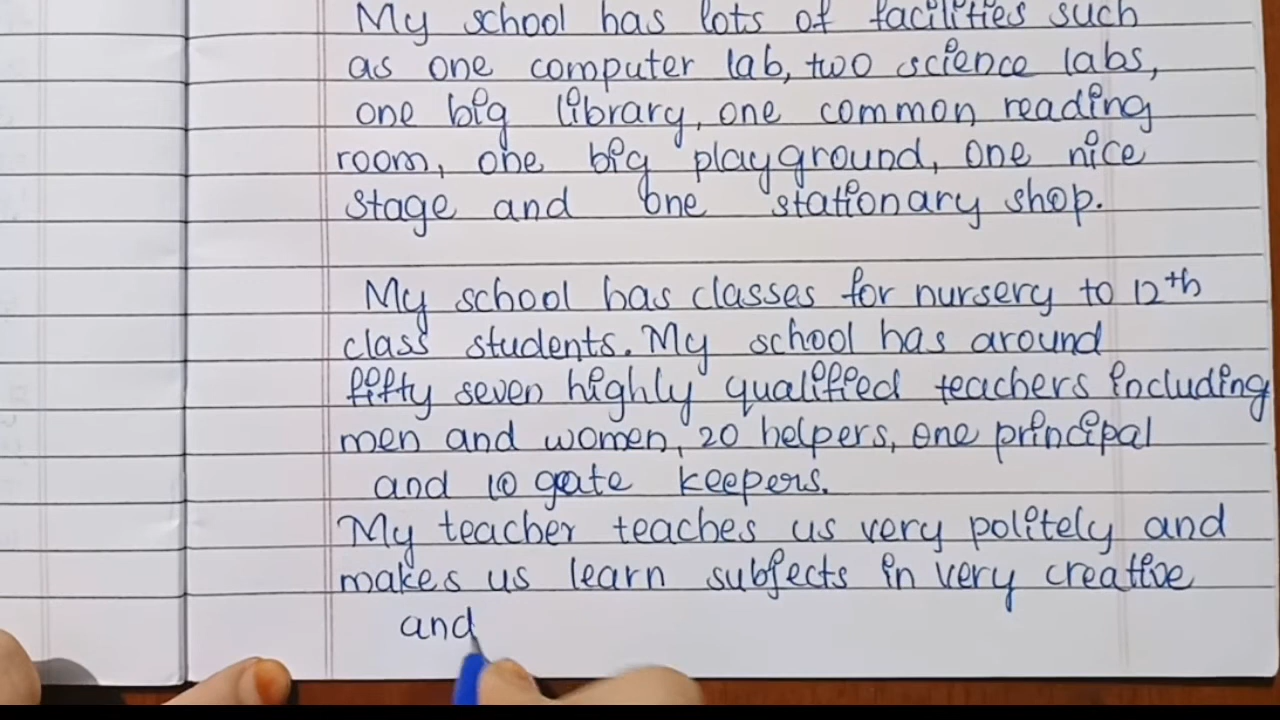 My school has lots of facilities such
as one computer lab, two science labs,
one big library, one common reading
room, one big playground, one nice
stage and one stationary shop.
My school has classes for nursery to 12th
class students. My school has around
fifty seven highly qualified teachers including
men and women, 20 helpers, one principal
and 10 gate keepers.
My teacher teaches us very politely and
makes us learn subjects in very creative
and